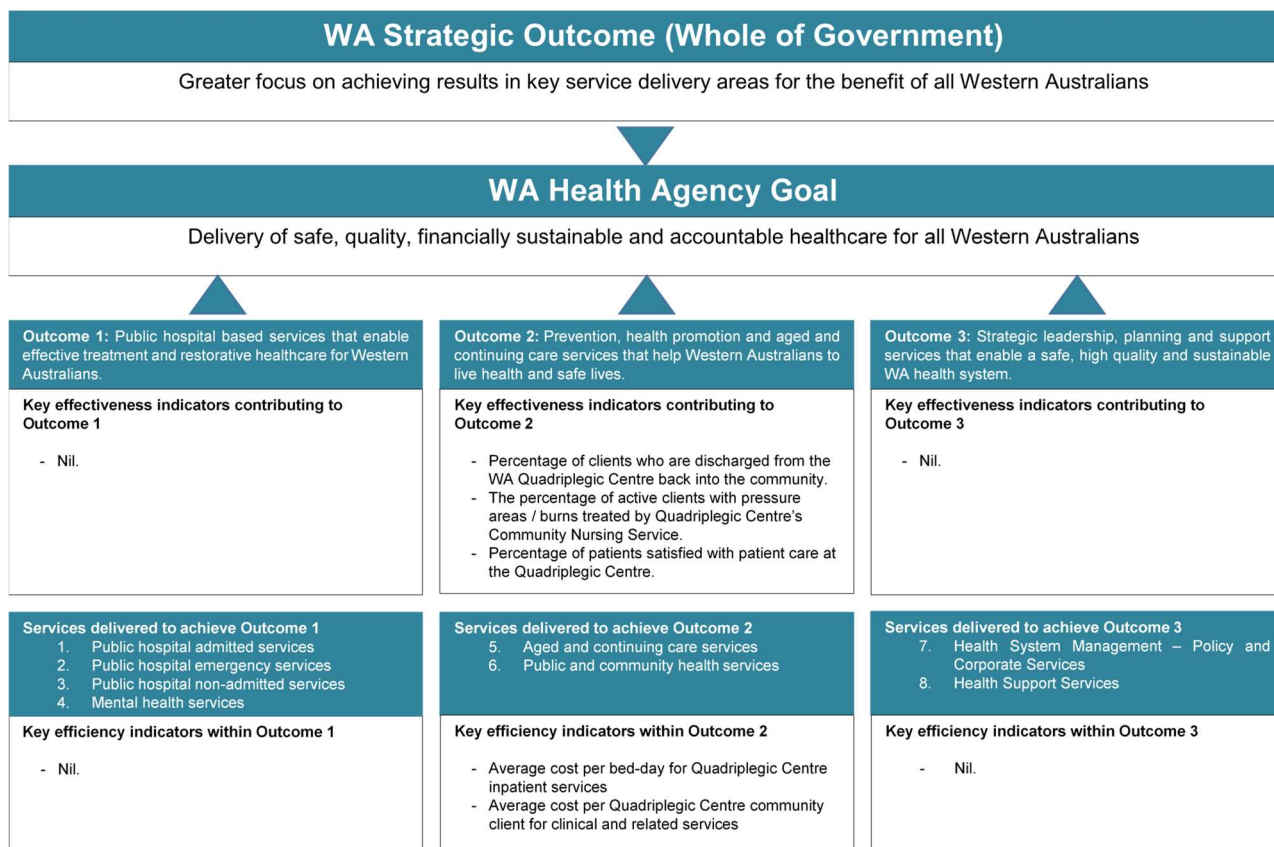 WA Strategic Outcome (Whole of Government)
Greater focus on achieving results in key service delivery areas for the benefit of all Western Australians
WA Health Agency Goal
Delivery of safe, quality, financially sustainable and accountable healthcare for all Western Australians
Outcome 1: Public hospital based services that enable
effective treatment and restorative healthcare for Western
Australians.
Key effectiveness indicators contributing to
Outcome 1
- Nil.
Services delivered to achieve Outcome 1
1. Public hospital admitted services
2. Public hospital emergency services
3. Public hospital non-admitted services
4. Mental health services
Key efficiency indicators within Outcome 1
- Nil.
Outcome 2: Prevention, health promotion and aged and
continuing care services that help Western Australians to
live health and safe lives.
Key effectiveness indicators contributing to
Outcome 2
- Percentage of clients who are discharged from the
WA Quadriplegic Centre back into the community.
- The percentage of active clients with pressure
areas / burns treated by Quadriplegic Centre's
Community Nursing Service.
- Percentage of patients satisfied with patient care at
the Quadriplegic Centre.
Services delivered to achieve Outcome 2
5. Aged and continuing care services
6. Public and community health services
Key efficiency indicators within Outcome 2
- Average cost per bed-day for Quadriplegic Centre
inpatient services
- Average cost per Quadriplegic Centre community
client for clinical and related services
Outcome 3: Strategic leadership, planning and support
services that enable a safe, high quality and sustainable
WA health system.
Key effectiveness indicators contributing to
Outcome 3
- Nil.
Services delivered to achieve Outcome 3
7. Health System Management – Policy and
Corporate Services
8. Health Support Services
Key efficiency indicators within Outcome 3
- Nil.